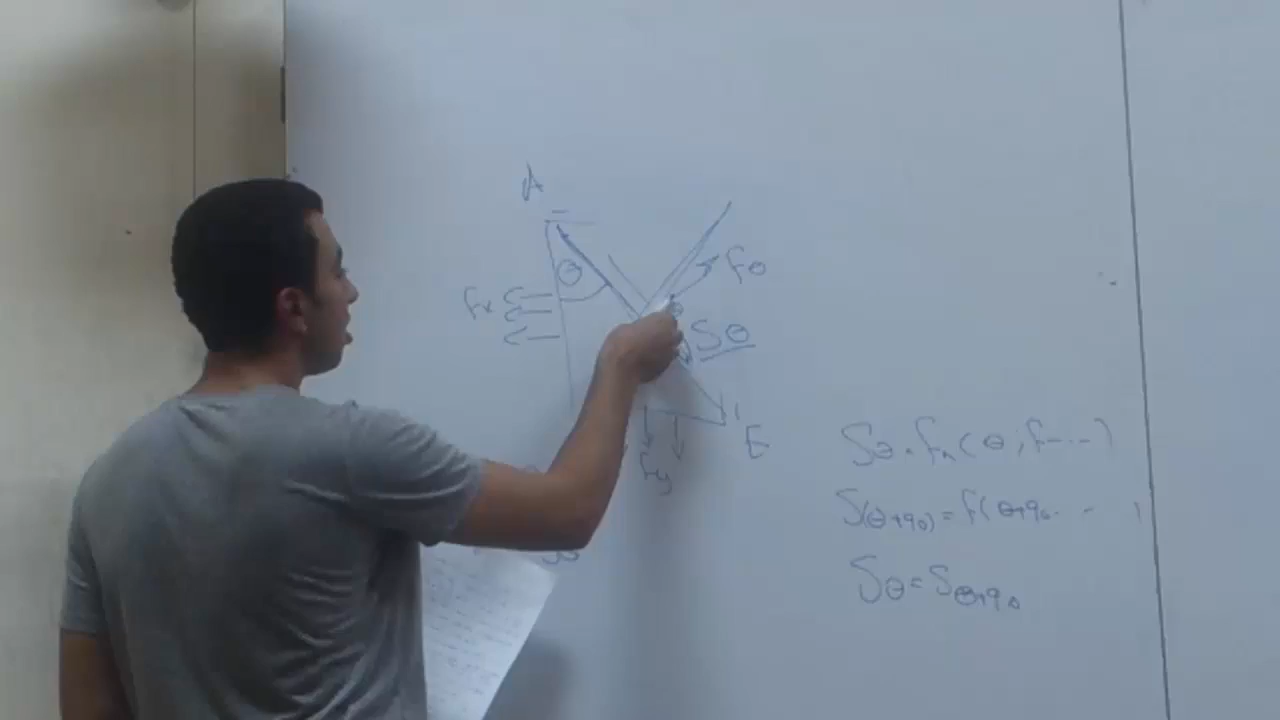 A
θ
fx
fθ
Sθ
E
fy
Sθ = fn ( θ, f - - - )
S(θ+90) = f( θ+90 - - -
Sθ = Sθ+90